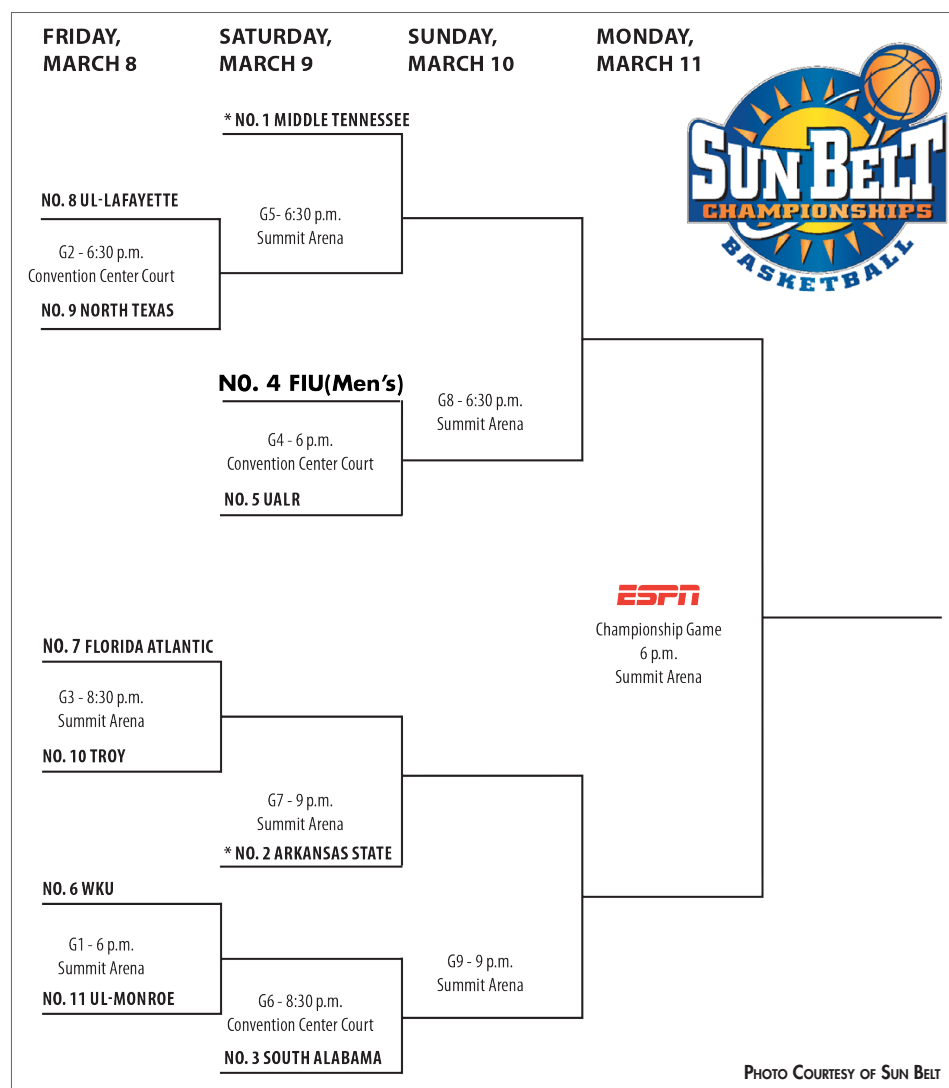 FRIDAY,
MARCH 8
SATURDAY,
MARCH 9
SUNDAY,
MARCH 10
MONDAY,
MARCH 11
SUN BELT
CHAMPIONSHIPS
BASKETBALL
* NO. 1 MIDDLE TENNESSEE
NO. 8 UL-LAFAYETTE
G5- 6:30 p.m.
Summit Arena
G2 - 6:30 p.m.
Convention Center Court
NO. 9 NORTH TEXAS
NO. 4 FIU(Men's)
G8 - 6:30 p.m.
Summit Arena
G4 - 6 p.m.
Convention Center Court
NO. 5 UALR
ESPN
Championship Game
6 p.m.
Summit Arena
NO. 7 FLORIDA ATLANTIC
G3 - 8:30 p.m.
Summit Arena
NO. 10 TROY
G7 - 9 p.m.
Summit Arena
* NO. 2 ARKANSAS STATE
NO. 6 WKU
G1 - 6 p.m.
Summit Arena
G9 - 9 p.m.
Summit Arena
NO. 11 UL-MONROE
G6 - 8:30 p.m.
Convention Center Court
NO. 3 SOUTH ALABAMA
PHOTO COURTESY OF SUN BELT